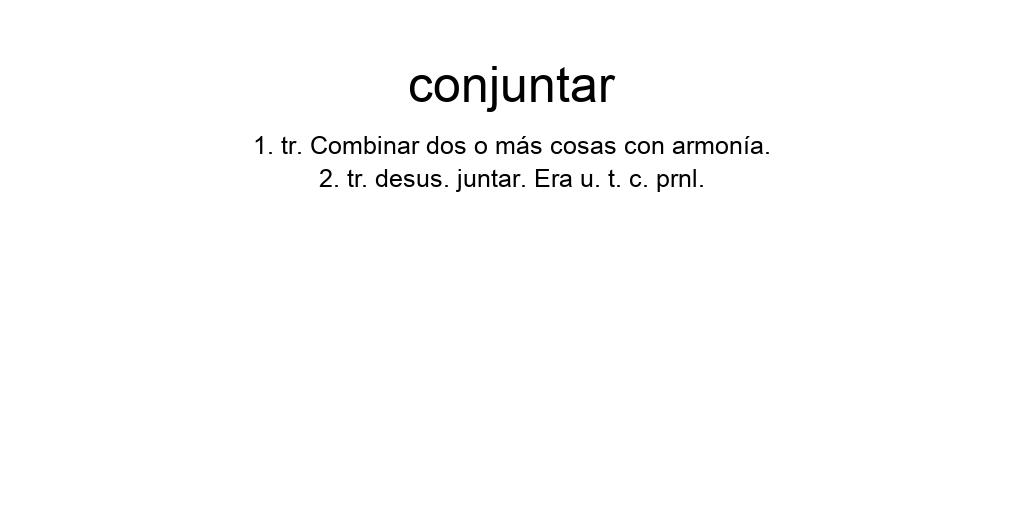 conjuntar
1. tr. Combinar dos o más cosas con armonía.
2. tr. desus. juntar. Era u. t. c. prnl.